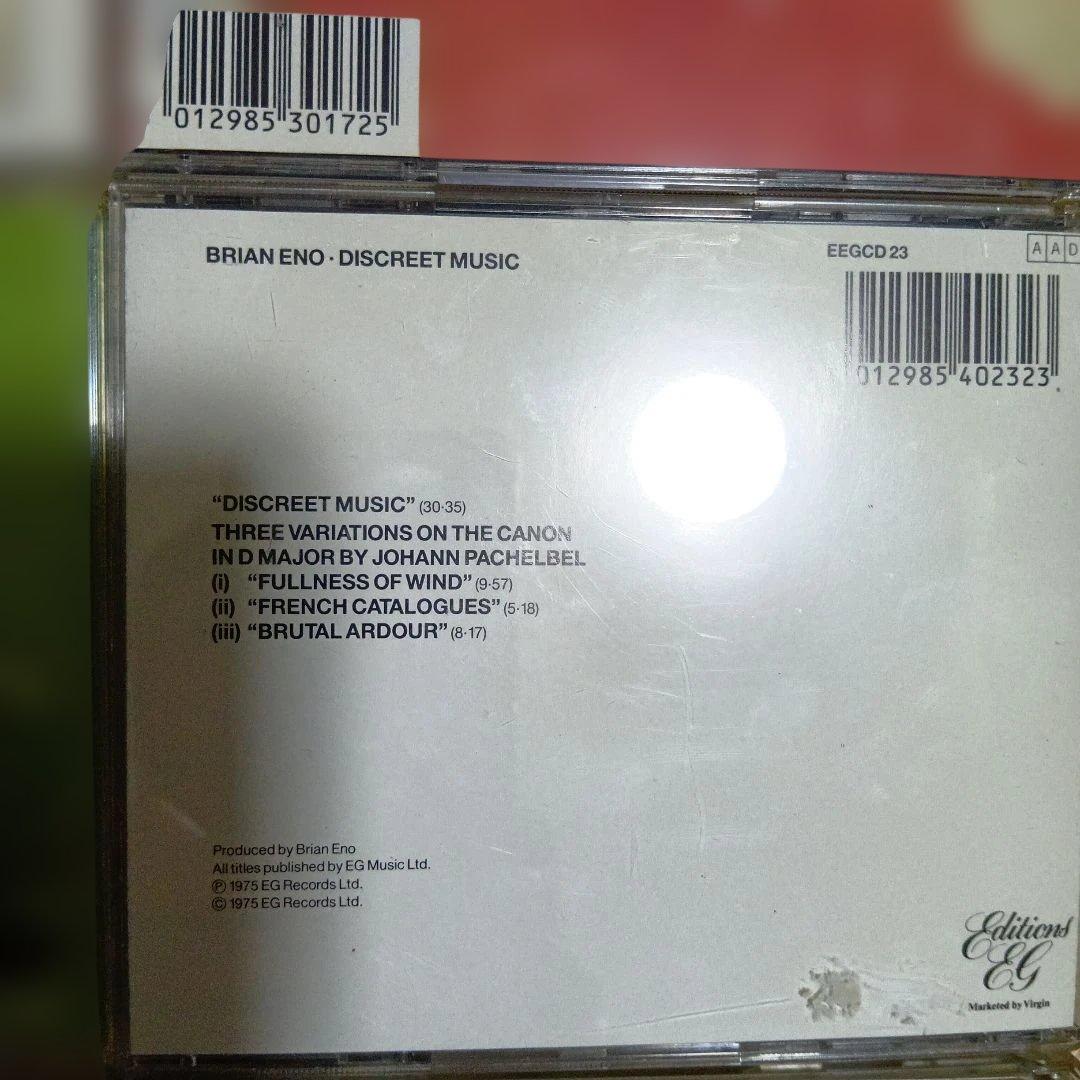 012985 301725
BRIAN ENO · DISCREET MUSIC
EEGCD 23
A A D
012985 402323
“DISCREET MUSIC” (30·35)
THREE VARIATIONS ON THE CANON
IN D MAJOR BY JOHANN PACHELBEL
(i) “FULLNESS OF WIND” (9·57)
(ii) “FRENCH CATALOGUES” (5·18)
(iii) “BRUTAL ARDOUR” (8·17)
Produced by Brian Eno
All titles published by EG Music Ltd.
Ⓟ 1975 EG Records Ltd.
© 1975 EG Records Ltd.
Editions
EG
Marketed by Virgin